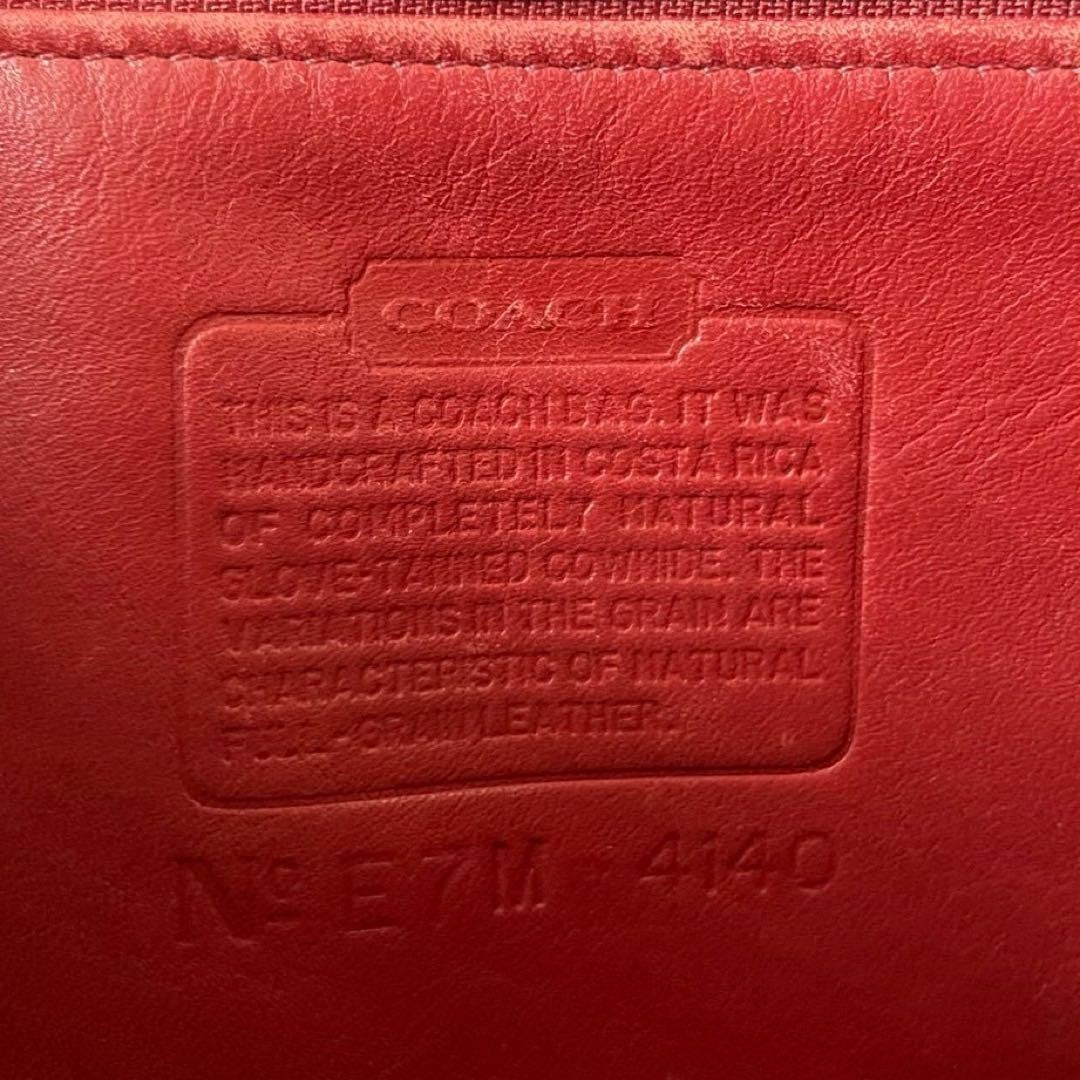 COACH
THIS IS A COACH BAG. IT WAS
HANDCRAFTED IN COSTA RICA
OF COMPLETELY NATURAL
GLOVE-TANNED COWHIDE. THE
VARIATIONS IN THE GRAIN ARE
CHARACTERISTIC OF NATURAL
FULL-GRAIN LEATHER.
Nº E7M-4140